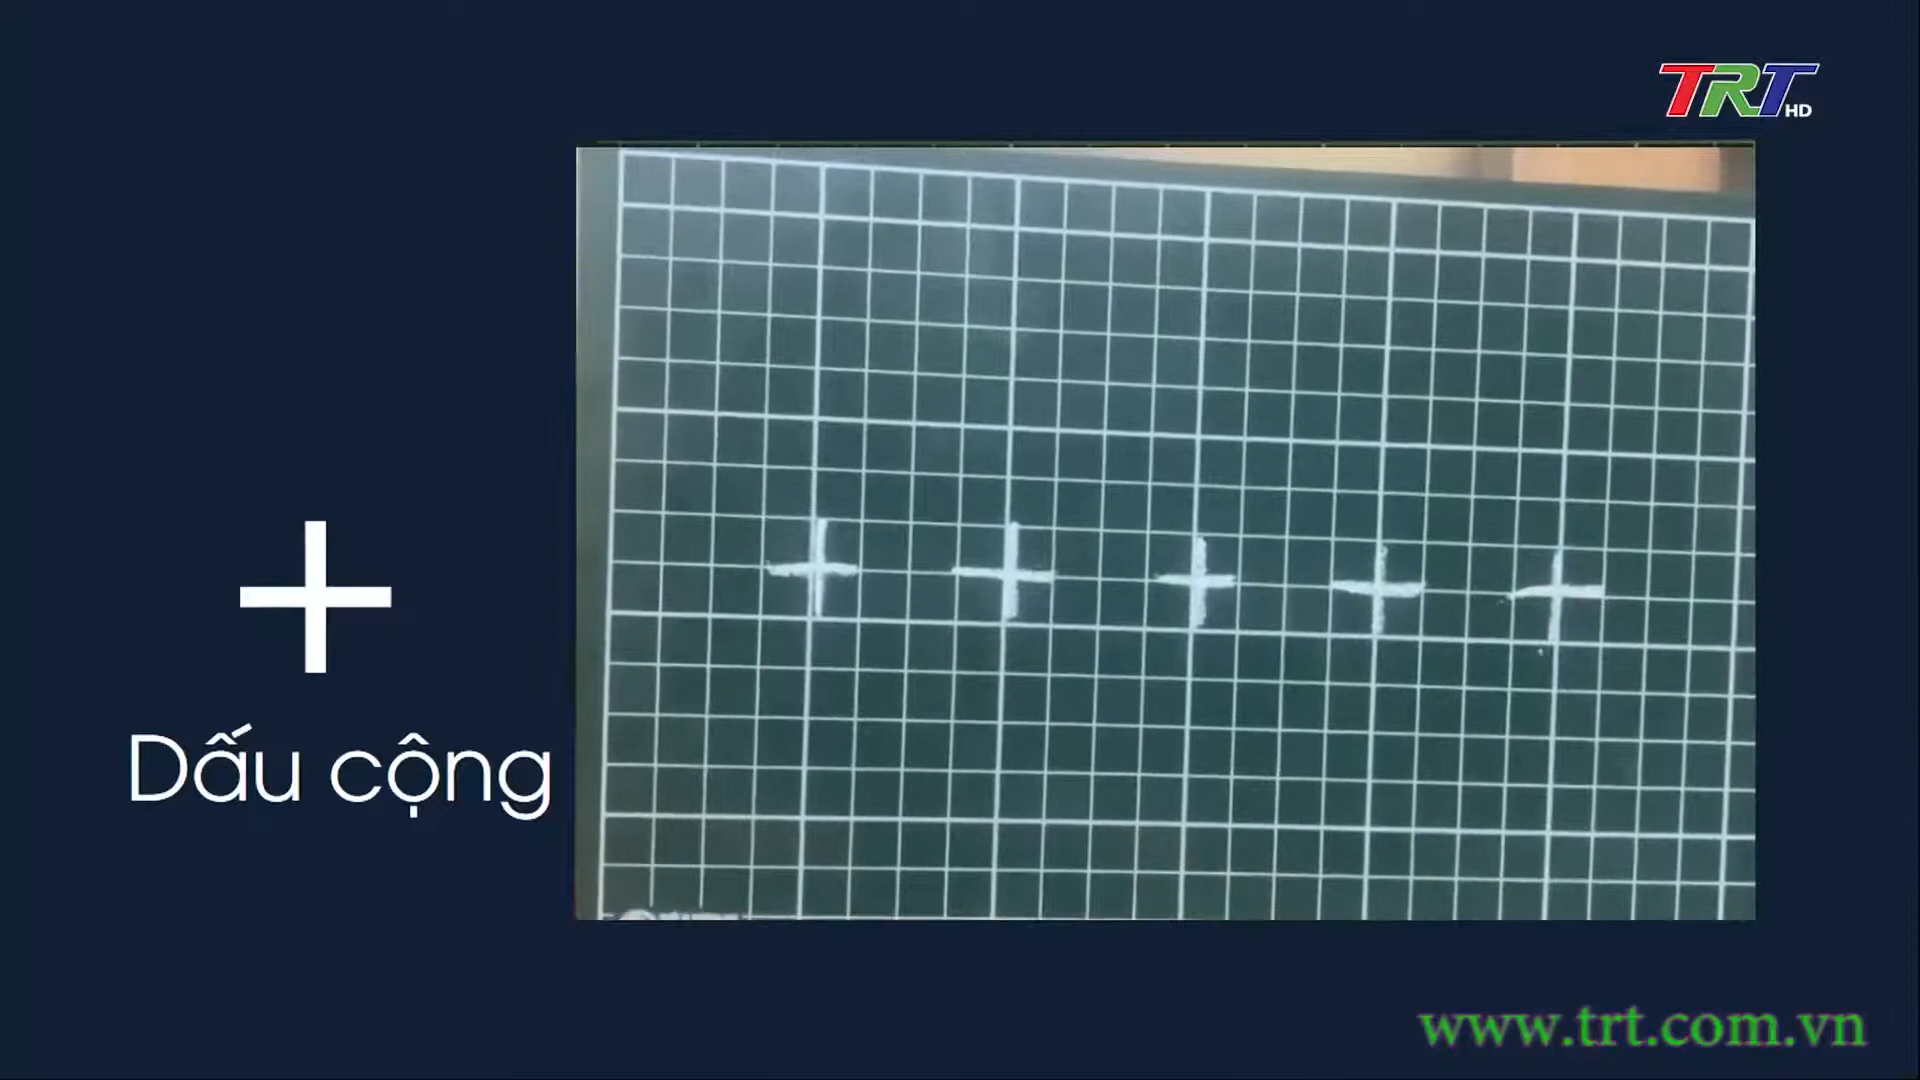 TRT HD
+
Dấu cộng
+ + + + +
www.trt.com.vn